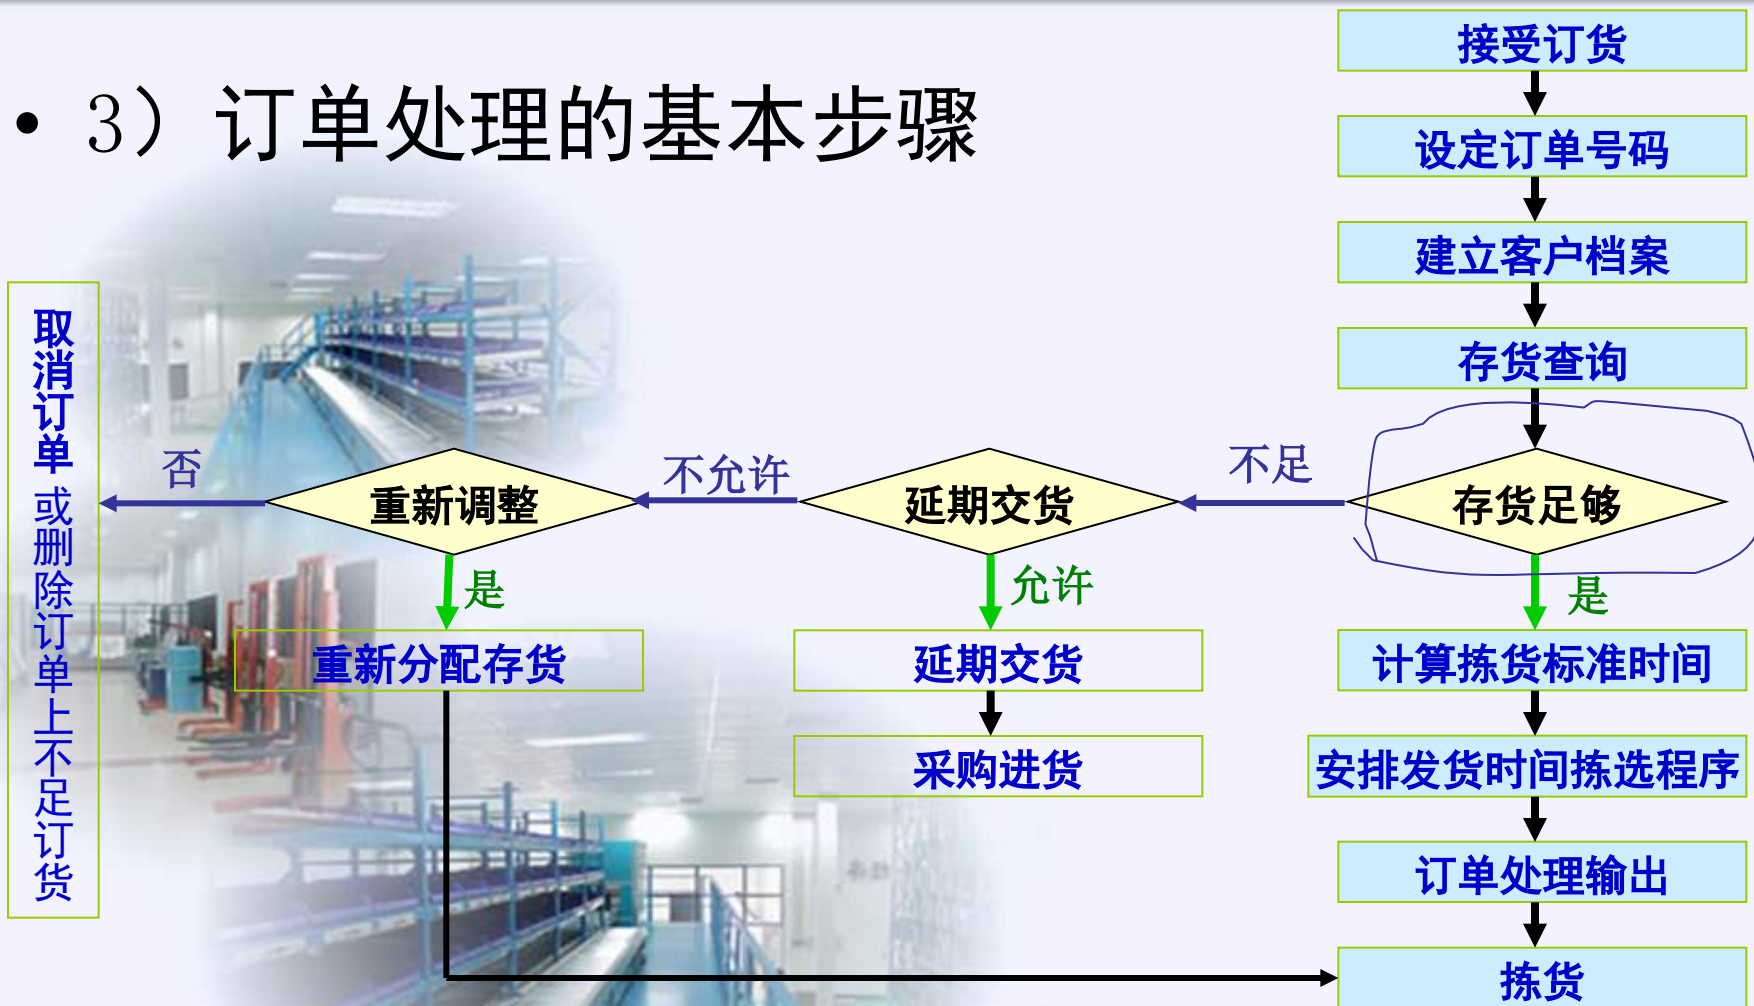 • 3）订单处理的基本步骤
接受订货
设定订单号码
建立客户档案
存货查询
存货足够
不足
延期交货
不允许
重新调整
否
取消订单或删除订单上不足订货
是
允许
是
重新分配存货
延期交货
计算拣货标准时间
采购进货
安排发货时间拣选程序
订单处理输出
拣货